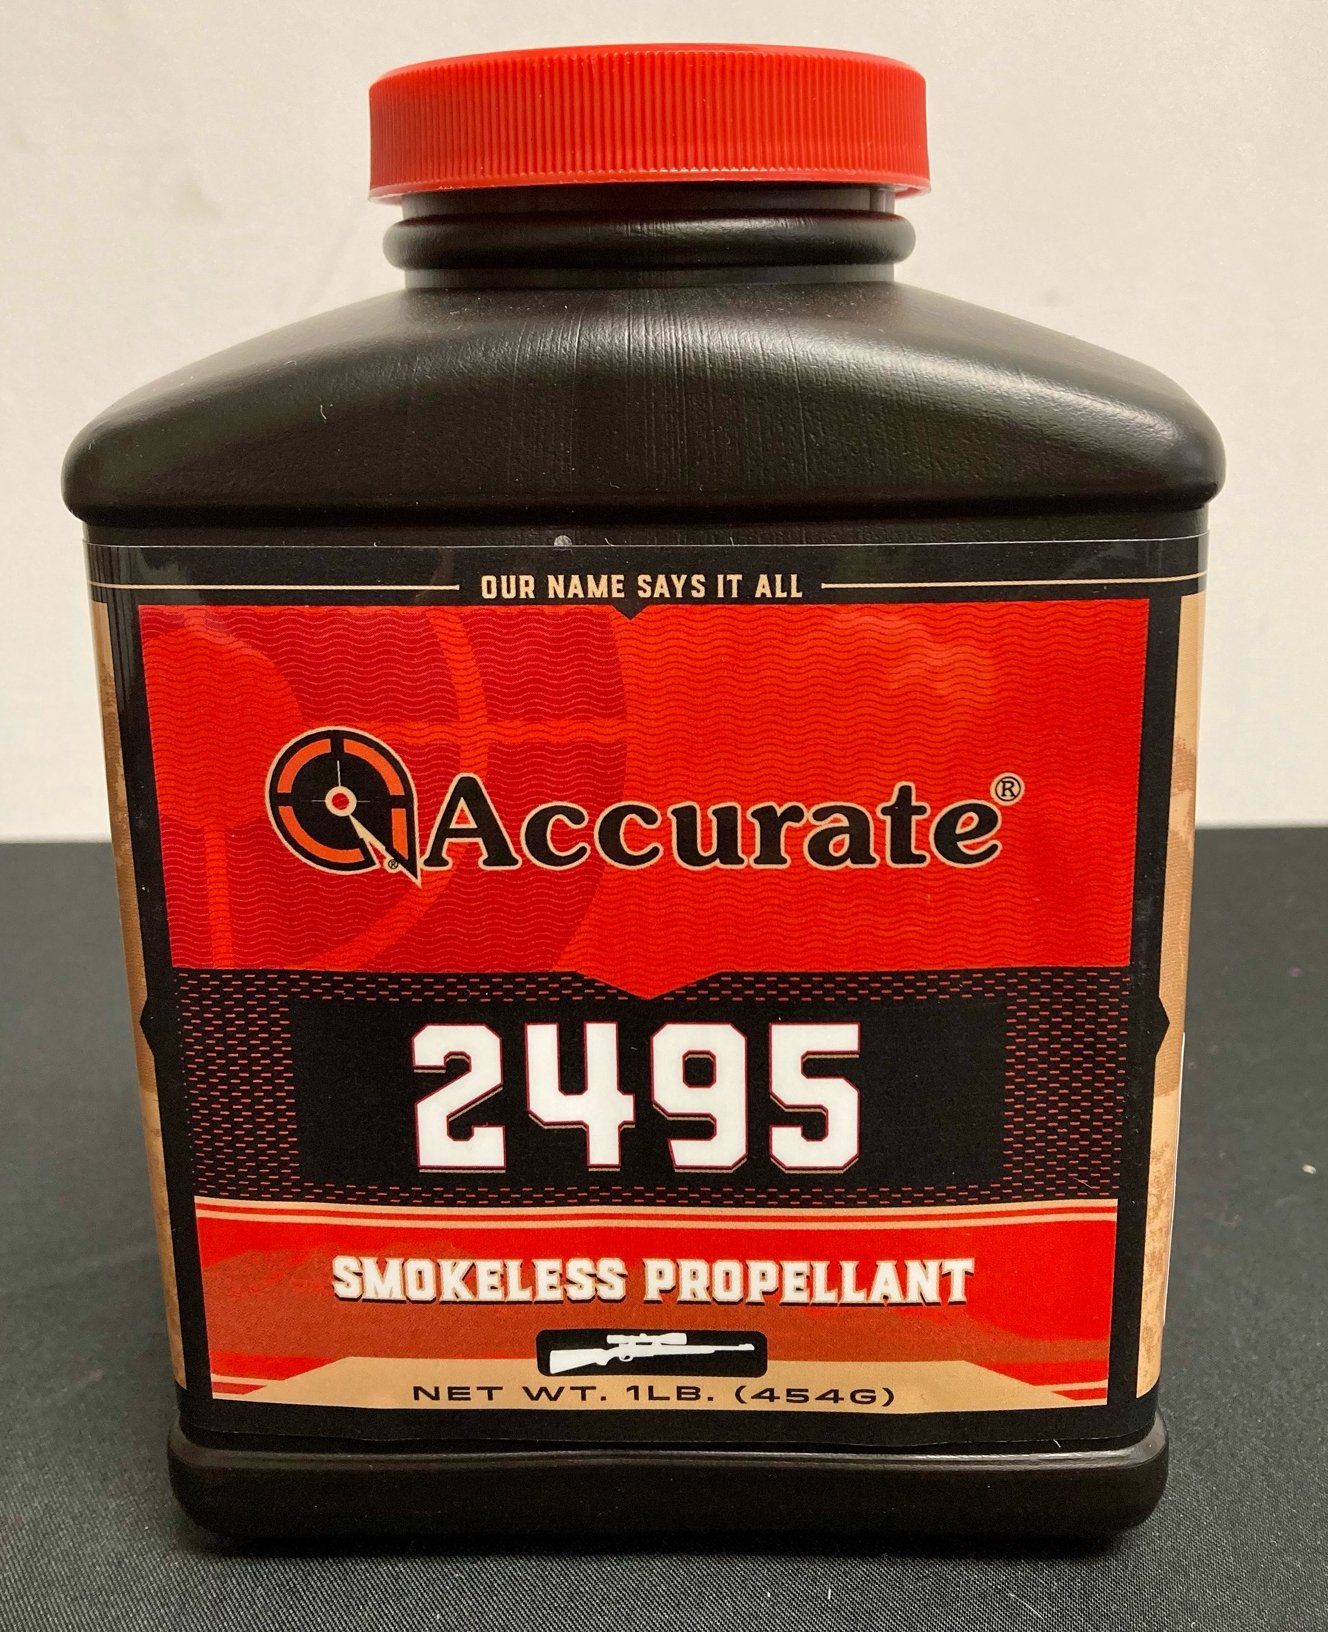 OUR NAME SAYS IT ALL
Accurate®
®
2495
SMOKELESS PROPELLANT
NET WT. 1LB. (454G)